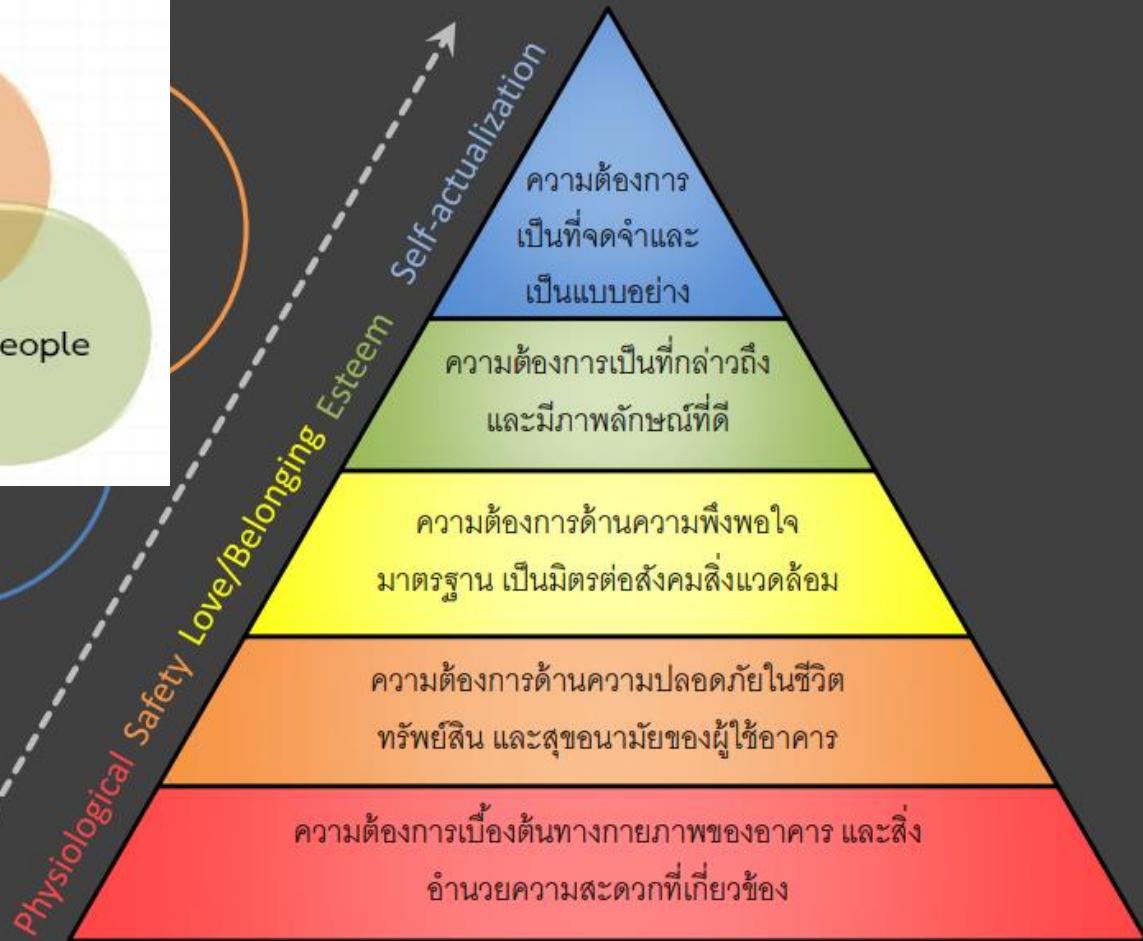 eople
Self-actualization
ความต้องการ
เป็นที่จดจำและ
เป็นแบบอย่าง
Esteem
ความต้องการเป็นที่กล่าวถึง
และมีภาพลักษณ์ที่ดี
Love/Belonging
ความต้องการด้านความพึงพอใจ
มาตรฐาน เป็นมิตรต่อสังคมสิ่งแวดล้อม
Safety
ความต้องการด้านความปลอดภัยในชีวิต
ทรัพย์สิน และสุขอนามัยของผู้ใช้อาคาร
Physiological
ความต้องการเบื้องต้นทางกายภาพของอาคาร และสิ่ง
อำนวยความสะดวกที่เกี่ยวข้อง